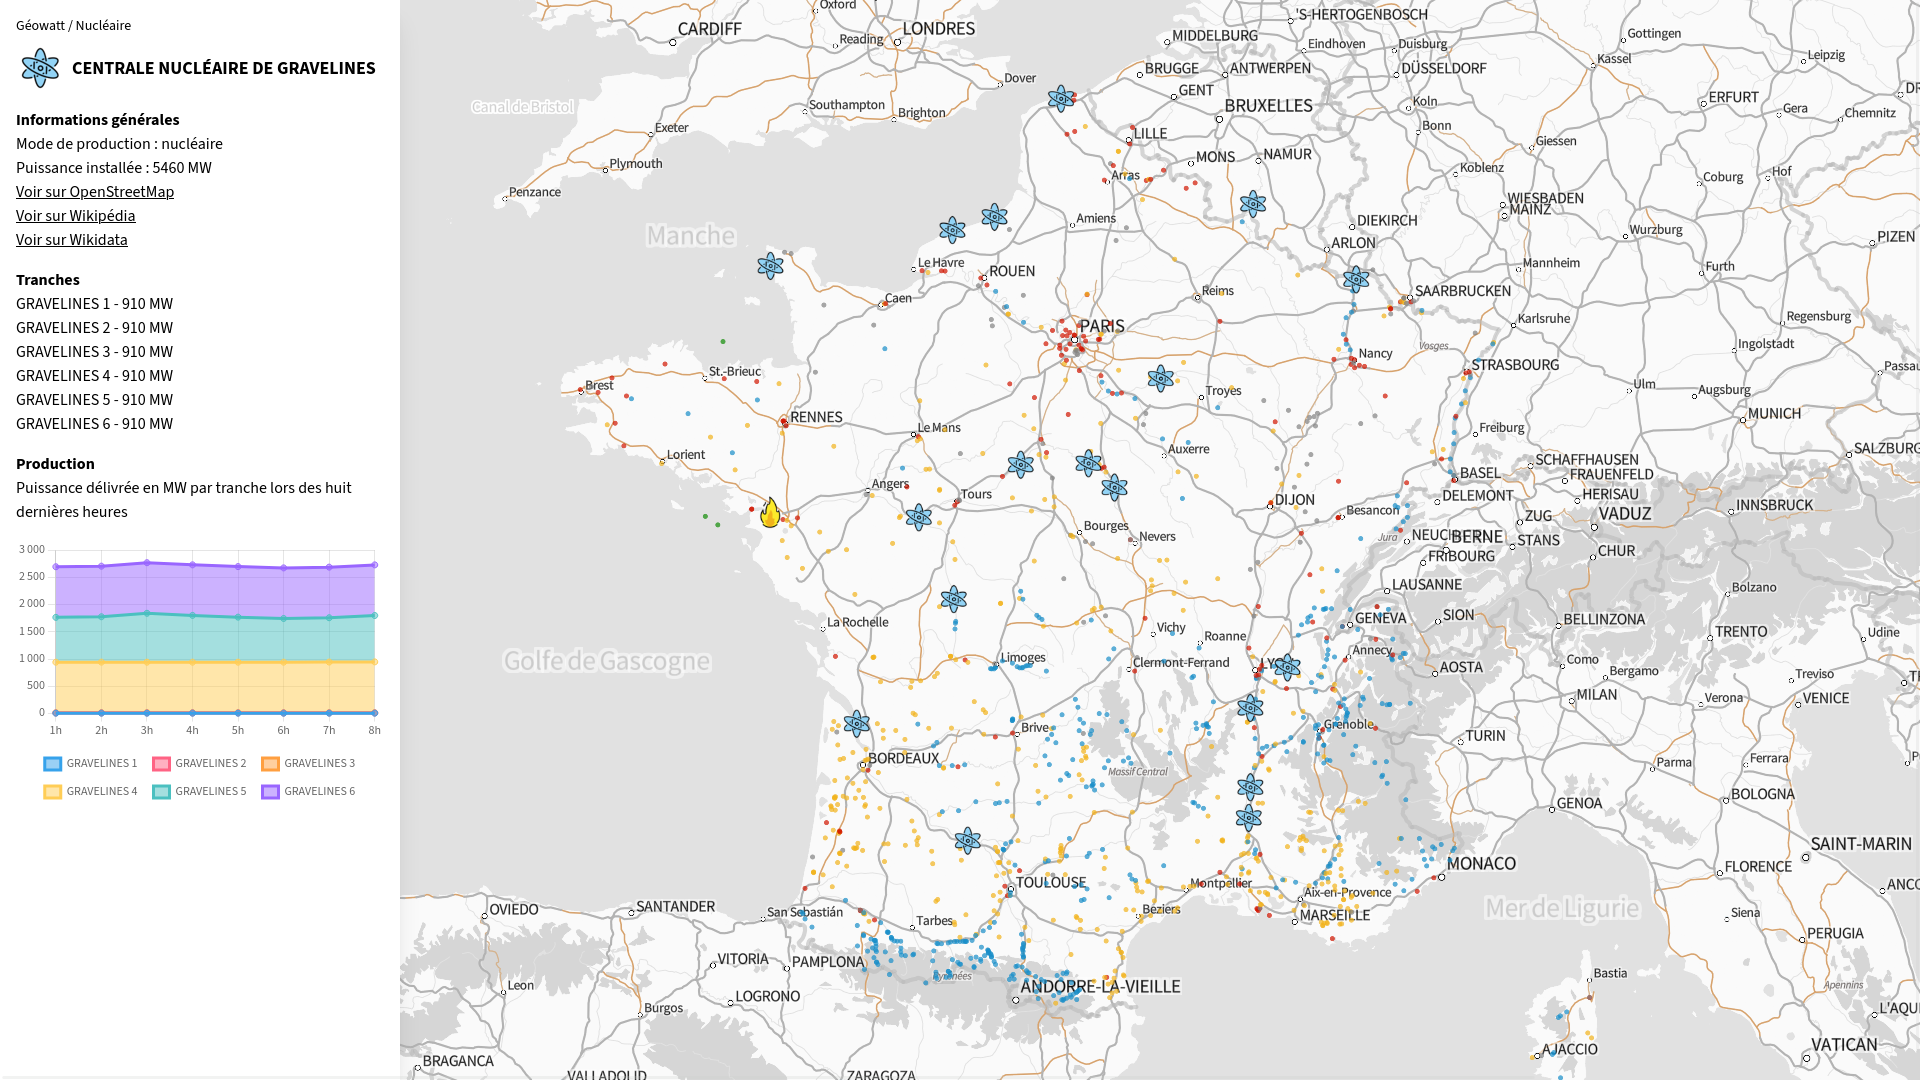 Géowatt / Nucléaire
CENTRALE NUCLÉAIRE DE GRAVELINES
Informations générales
Mode de production : nucléaire
Puissance installée : 5460 MW
Voir sur OpenStreetMap
Voir sur Wikipédia
Voir sur Wikidata
Tranches
GRAVELINES 1 - 910 MW
GRAVELINES 2 - 910 MW
GRAVELINES 3 - 910 MW
GRAVELINES 4 - 910 MW
GRAVELINES 5 - 910 MW
GRAVELINES 6 - 910 MW
Production
Puissance délivrée en MW par tranche lors des huit
dernières heures
3 000
2 500
2 000
1 500
1 000
500
0
1h 2h 3h 4h 5h 6h 7h 8h
GRAVELINES 1 GRAVELINES 2 GRAVELINES 3
GRAVELINES 4 GRAVELINES 5 GRAVELINES 6
Oxford
'S-HERTOGENBOSCH
CARDIFF
LONDRES
MIDDELBURG
Gottingen
Reading
Eindhoven
Duisburg
Leipzig
Kassel
BRUGGE
ANTWERPEN
DÜSSELDORF
Dover
GENT
ERFURT
Canal de Bristol
Southampton
Brighton
BRUXELLES
Koln
Gera
Chemnitz
Exeter
LILLE
Bonn
Giessen
Plymouth
MONS
NAMUR
Koblenz
Arras
Coburg
Hof
Penzance
WIESBADEN
MAINZ
Amiens
DIEKIRCH
Wurzburg
Manche
ARLON
PIZEN
Le Havre
ROUEN
Mannheim
Furth
Caen
Reims
SAARBRUCKEN
Karlsruhe
Regensburg
PARIS
Vosges
Ingolstadt
Nancy
St.-Brieuc
STRASBOURG
Passau
Brest
Troyes
Ulm
Augsburg
RENNES
MUNICH
Le Mans
Freiburg
Lorient
Auxerre
SALZBURG
SCHAFFHAUSEN
BASEL
FRAUENFELD
Angers
Tours
DELEMONT
HERISAU
DIJON
INNSBRUCK
Besancon
ZUG
VADUZ
Bourges
Nevers
Jura
BERNE
STANS
FRIBOURG
CHUR
LAUSANNE
Bolzano
La Rochelle
GENEVA
SION
BELLINZONA
Vichy
Roanne
TRENTO
Udine
Golfe de Gascogne
Limoges
Clermont-Ferrand
Annecy
AOSTA
Como
Bergamo
Treviso
MILAN
Verona
VENICE
Brive
Grenoble
TURIN
BORDEAUX
Massif Central
Parma
Ferrara
GENOA
BOLOGNA
SAINT-MARIN
MONACO
FLORENCE
TOULOUSE
Montpellier
Aix-en-Provence
OVIEDO
SANTANDER
San Sebastián
Tarbes
Beziers
MARSEILLE
Mer de Ligurie
Siena
PERUGIA
VITORIA
PAMPLONA
Pyrénées
Bastia
Leon
ANDORRE-LA-VIEILLE
Apennins
LOGRONO
Burgos
BRAGANCA
AJACCIO
VATICAN
VALLADOLID
ZARAGOZA